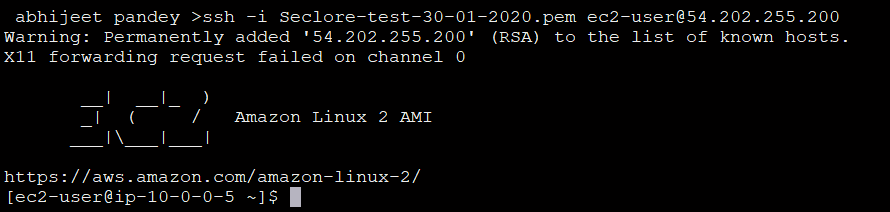 abhijeet pandey >ssh -i Seclore-test-30-01-2020.pem ec2-user@54.202.255.200
Warning: Permanently added '54.202.255.200' (RSA) to the list of known hosts.
X11 forwarding request failed on channel 0

       __|  __|_  )
       _|  (     /   Amazon Linux 2 AMI
      ___|\___|___|

https://aws.amazon.com/amazon-linux-2/
[ec2-user@ip-10-0-0-5 ~]$